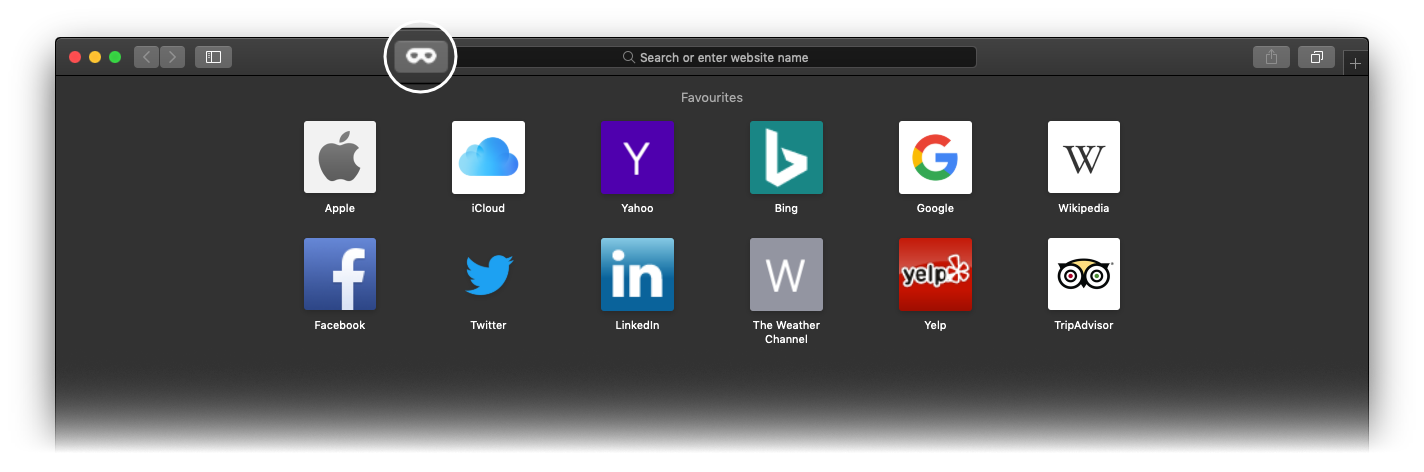 Search or enter website name
Favourites
Y
G
W
Apple
iCloud
Yahoo
Bing
Google
Wikipedia
f
in
W
yelp
Facebook
Twitter
LinkedIn
The Weather
Channel
Yelp
TripAdvisor